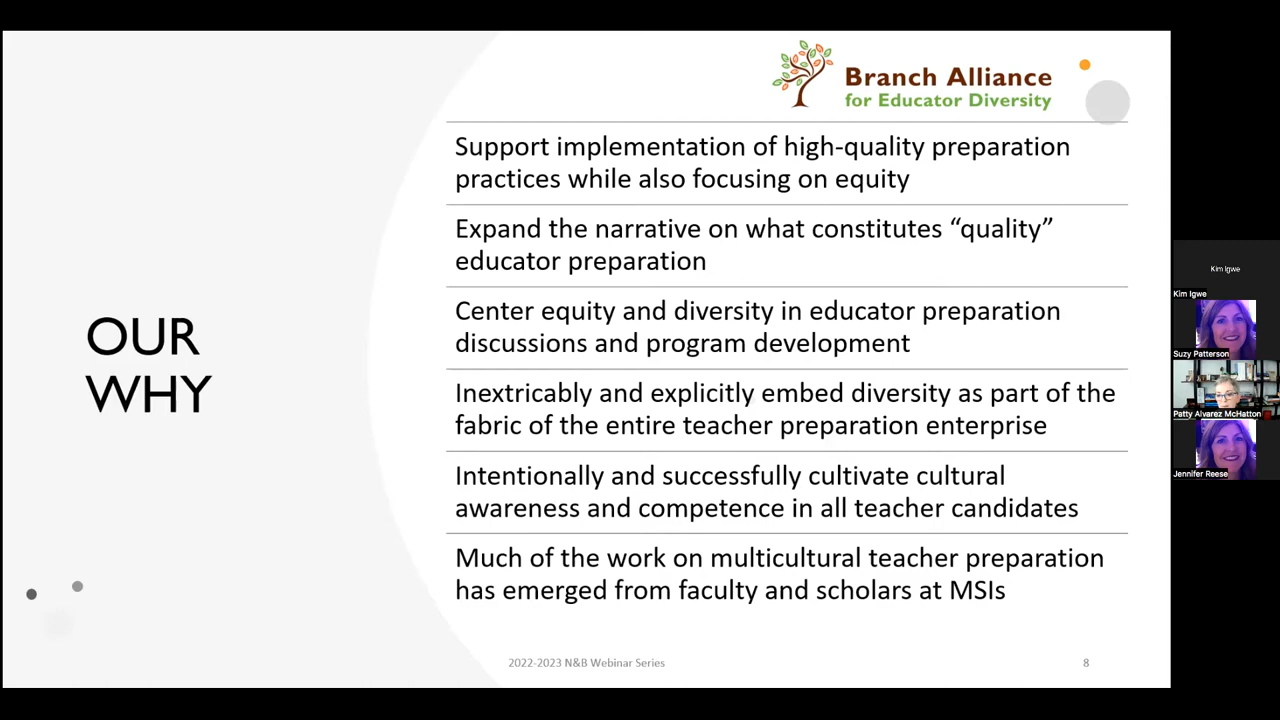 Branch Alliance
for Educator Diversity
OUR
WHY
Support implementation of high-quality preparation
practices while also focusing on equity
Expand the narrative on what constitutes “quality”
educator preparation
Center equity and diversity in educator preparation
discussions and program development
Inextricably and explicitly embed diversity as part of the
fabric of the entire teacher preparation enterprise
Intentionally and successfully cultivate cultural
awareness and competence in all teacher candidates
Much of the work on multicultural teacher preparation
has emerged from faculty and scholars at MSIs
2022-2023 N&B Webinar Series
8
Kim Igwe
Kim Igwe
Suzy Patterson
Patty Alvarez McHatton
Jennifer Reese